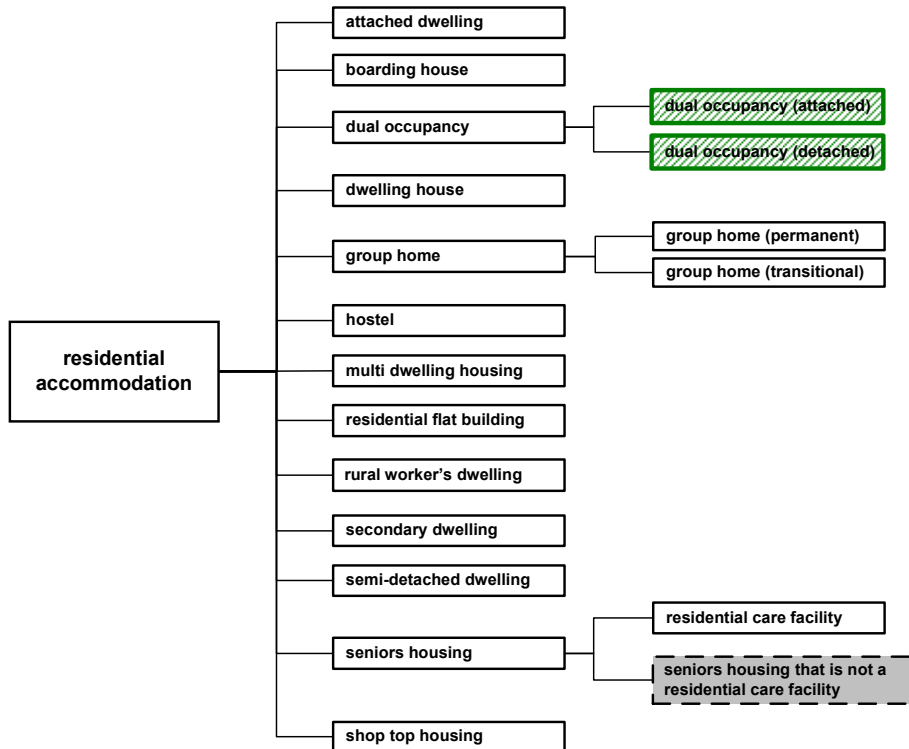 attached dwelling
boarding house
dual occupancy
dual occupancy (attached)
dual occupancy (detached)
dwelling house
group home
group home (permanent)
group home (transitional)
hostel
residential
accommodation
multi dwelling housing
residential flat building
rural worker's dwelling
secondary dwelling
semi-detached dwelling
seniors housing
residential care facility
seniors housing that is not a
residential care facility
shop top housing